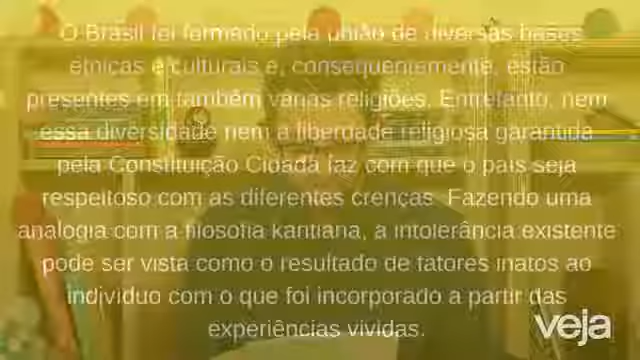 O Brasil foi formado pela união de diversas bases
étnicas e culturais e, consequentemente, estão
presentes em também várias religiões. Entretanto, nem
essa diversidade nem a liberdade religiosa garantida
pela Constituição Cidadã faz com que o país seja
respeitoso com as diferentes crenças. Fazendo uma
analogia com a filosofia kantiana, a intolerância existente
pode ser vista como o resultado de fatores inatos ao
indivíduo com o que foi incorporado a partir das
experiências vividas.
veja